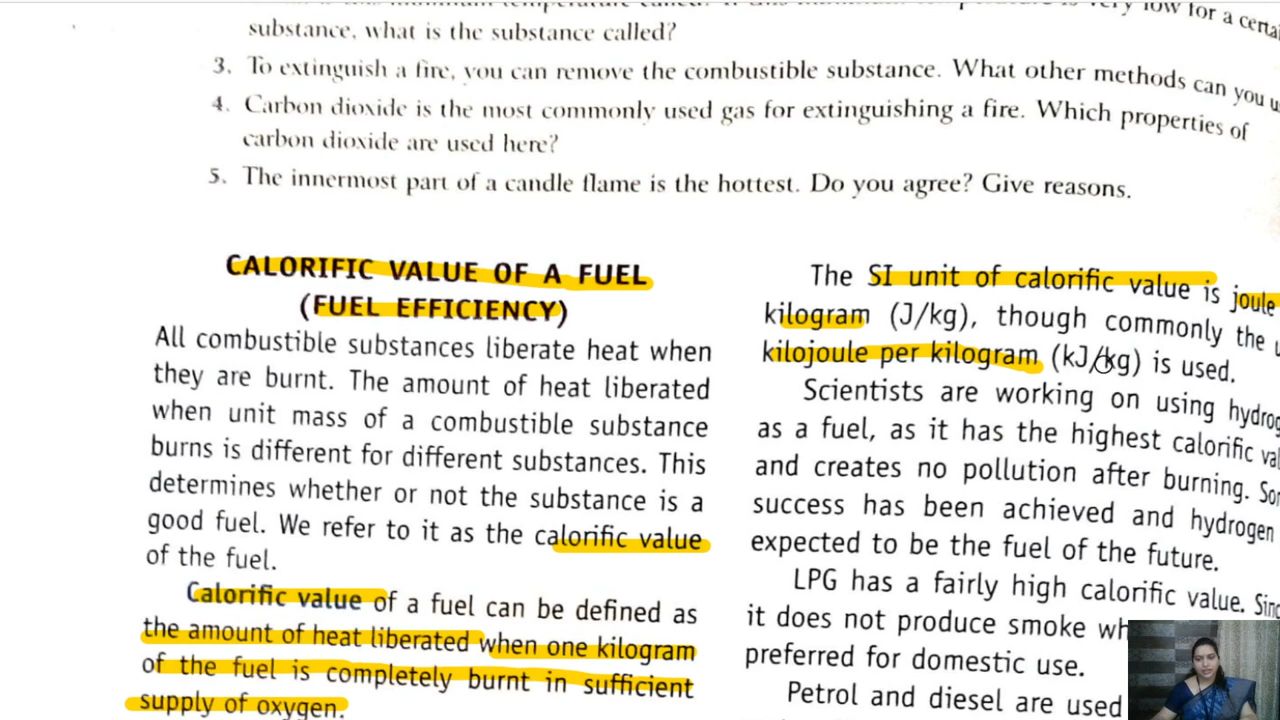 substance, what is the substance called?
3. To extinguish a fire, you can remove the combustible substance. What other methods can you
4. Carbon dioxide is the most commonly used gas for extinguishing a fire. Which properties of
carbon dioxide are used here?
5. The innermost part of a candle flame is the hottest. Do you agree? Give reasons.
CALORIFIC VALUE OF A FUEL
(FUEL EFFICIENCY)
All combustible substances liberate heat when
they are burnt. The amount of heat liberated
when unit mass of a combustible substance
burns is different for different substances. This
determines whether or not the substance is a
good fuel. We refer to it as the calorific value
of the fuel.
Calorific value of a fuel can be defined as
the amount of heat liberated when one kilogram
of the fuel is completely burnt in sufficient
supply of oxygen.
The SI unit of calorific value is joule
kilogram (J/kg), though commonly the
kilojoule per kilogram (kJ/kg) is used.
Scientists are working on using
as a fuel, as it has the highest calorific
and creates no pollution after burning.
success has been achieved and hydrogen
expected to be the fuel of the future.
LPG has a fairly high calorific value.
it does not produce smoke
preferred for domestic use.
Petrol and diesel are used